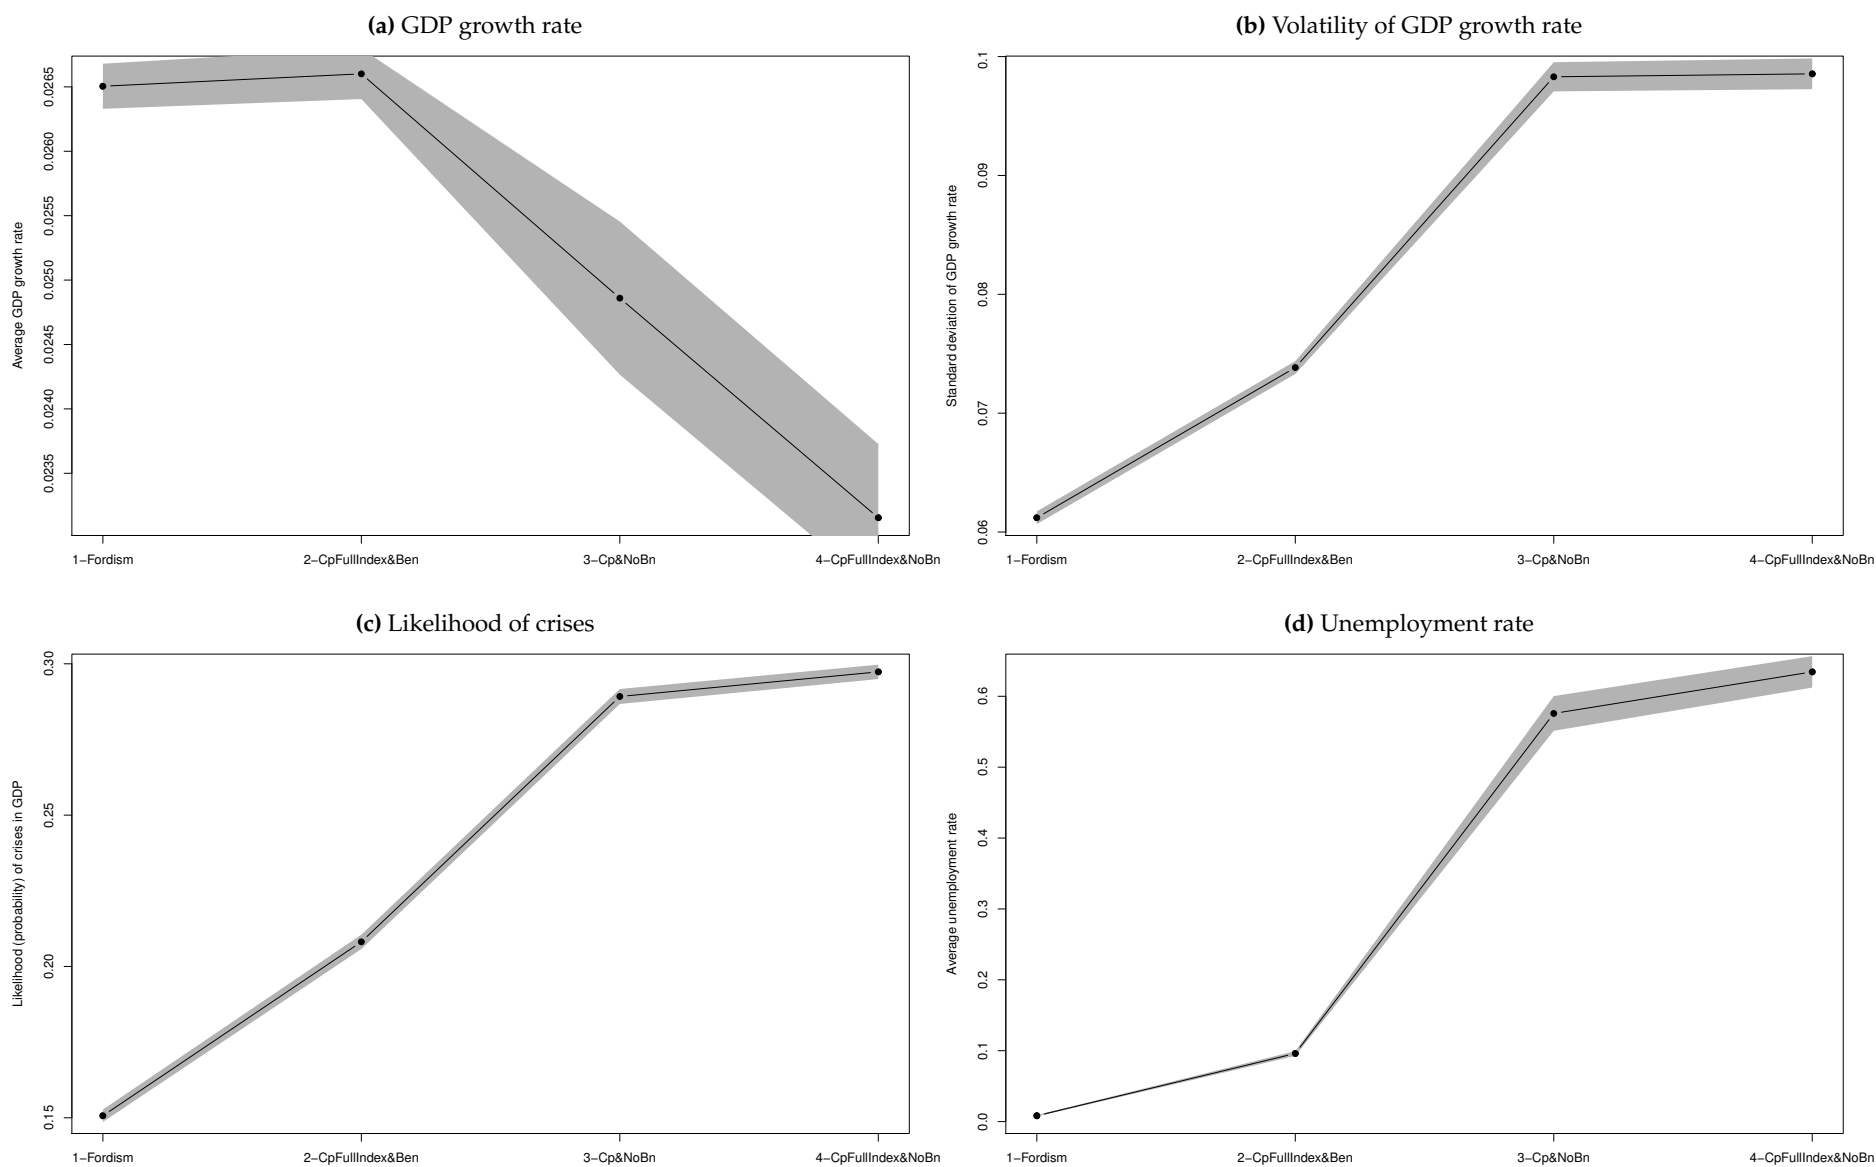 (a) GDP growth rate
Average GDP growth rate
0.0265
0.0260
0.0255
0.0250
0.0245
0.0240
0.0235
1−Fordism
2−CpFullIndex&Ben
3−Cp&NoBn
4−CpFullIndex&NoBn
(b) Volatility of GDP growth rate
Standard deviation of GDP growth rate
0.1
0.09
0.08
0.07
0.06
1−Fordism
2−CpFullIndex&Ben
3−Cp&NoBn
4−CpFullIndex&NoBn
(c) Likelihood of crises
Likelihood (probability) of crises in GDP
0.30
0.25
0.20
0.15
1−Fordism
2−CpFullIndex&Ben
3−Cp&NoBn
4−CpFullIndex&NoBn
(d) Unemployment rate
Average unemployment rate
0.6
0.5
0.4
0.3
0.2
0.1
0.0
1−Fordism
2−CpFullIndex&Ben
3−Cp&NoBn
4−CpFullIndex&NoBn